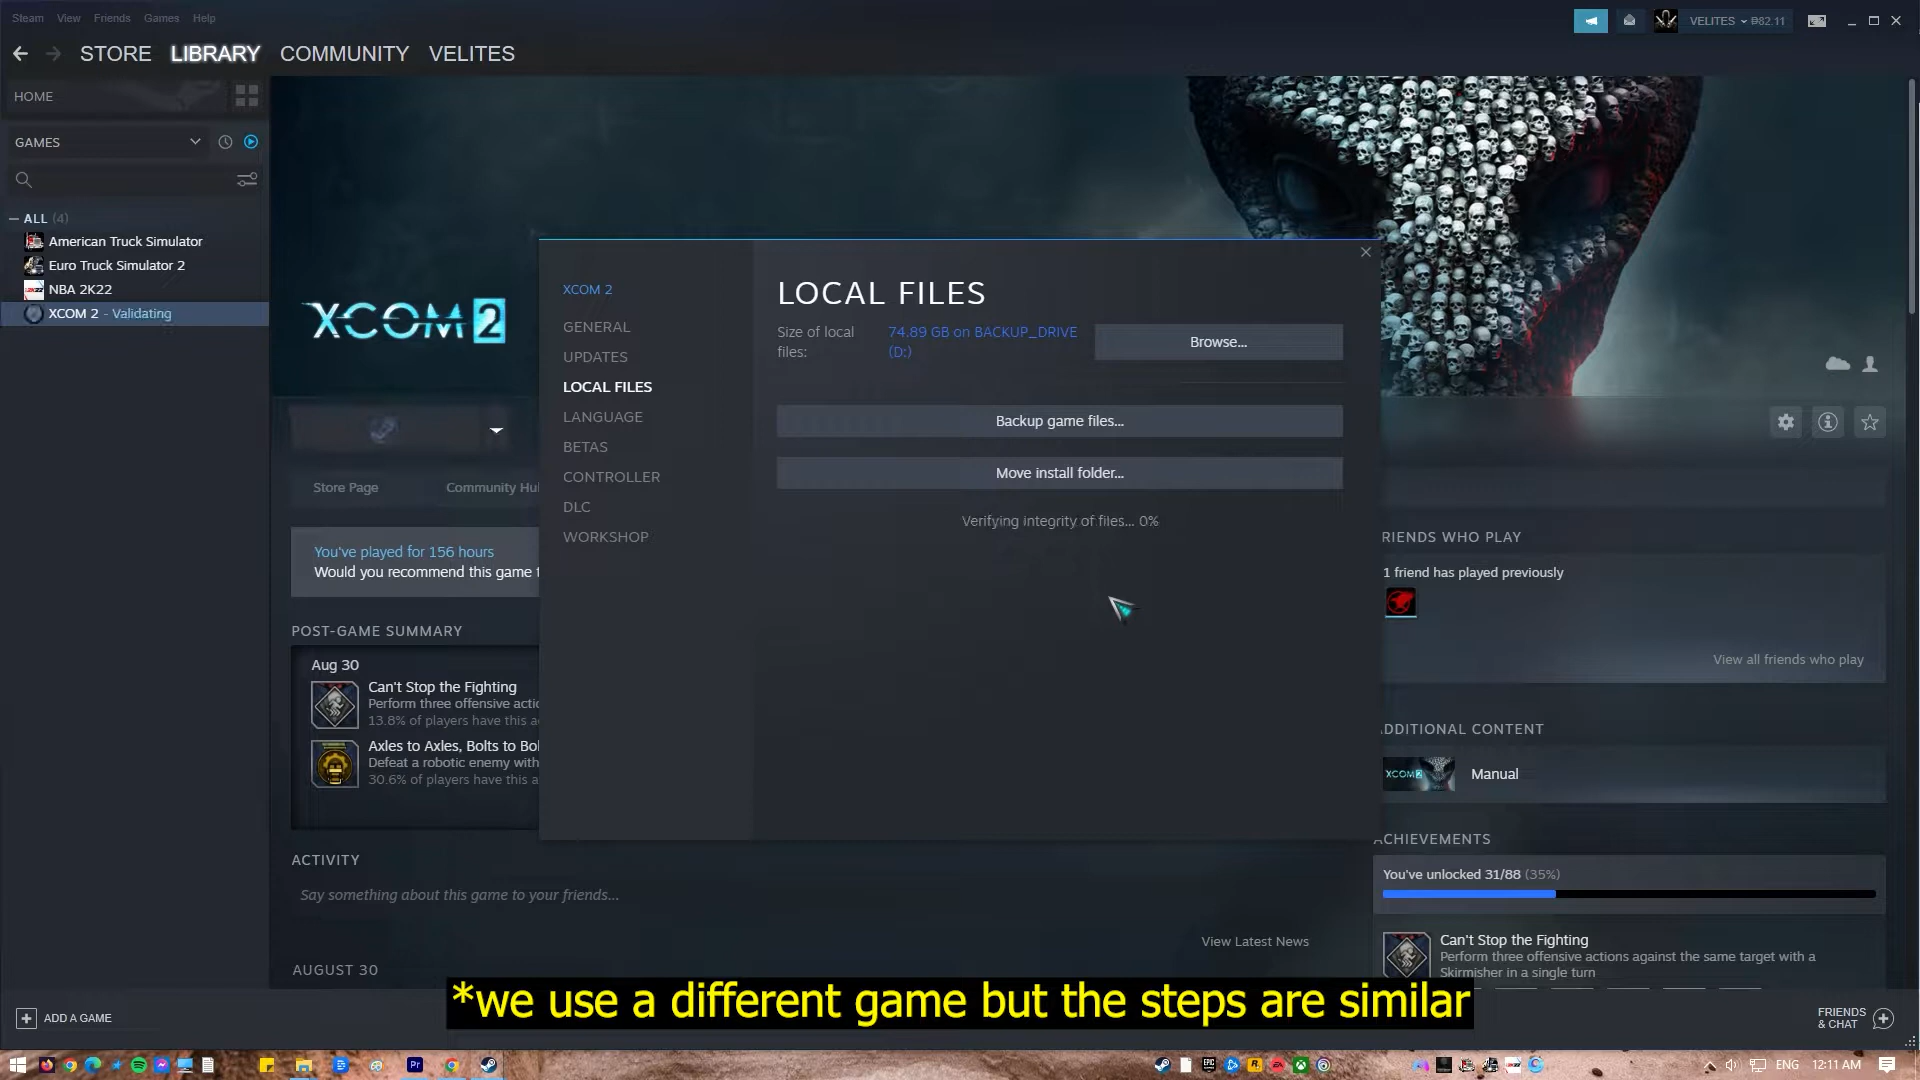 Steam View Friends Games Help
VELITES ₱82.11
STORE LIBRARY COMMUNITY VELITES
HOME
GAMES
ALL (4)
American Truck Simulator
Euro Truck Simulator 2
NBA 2K22
XCOM 2 - Validating
XCOM 2
Store Page
Community Hu
You've played for 156 hours
Would you recommend this game t
POST-GAME SUMMARY
Aug 30
Can't Stop the Fighting
Perform three offensive actio
13.8% of players have this a
Axles to Axles, Bolts to Bol
Defeat a robotic enemy with
30.6% of players have this a
ACTIVITY
Say something about this game to your friends...
View Latest News
AUGUST 30
XCOM 2
GENERAL
UPDATES
LOCAL FILES
LANGUAGE
BETAS
CONTROLLER
DLC
WORKSHOP
LOCAL FILES
Size of local
files:
74.89 GB on BACKUP_DRIVE
(D:)
Browse...
Backup game files...
Move install folder...
Verifying integrity of files... 0%
RIENDS WHO PLAY
1 friend has played previously
View all friends who play
ADDITIONAL CONTENT
XCOM 2
Manual
ACHIEVEMENTS
You've unlocked 31/88 (35%)
Can't Stop the Fighting
Perform three offensive actions against the same target with a
Skirmisher in a single turn
*we use a different game but the steps are similar
ADD A GAME
FRIENDS
& CHAT
Pr
ENG
12:11 AM